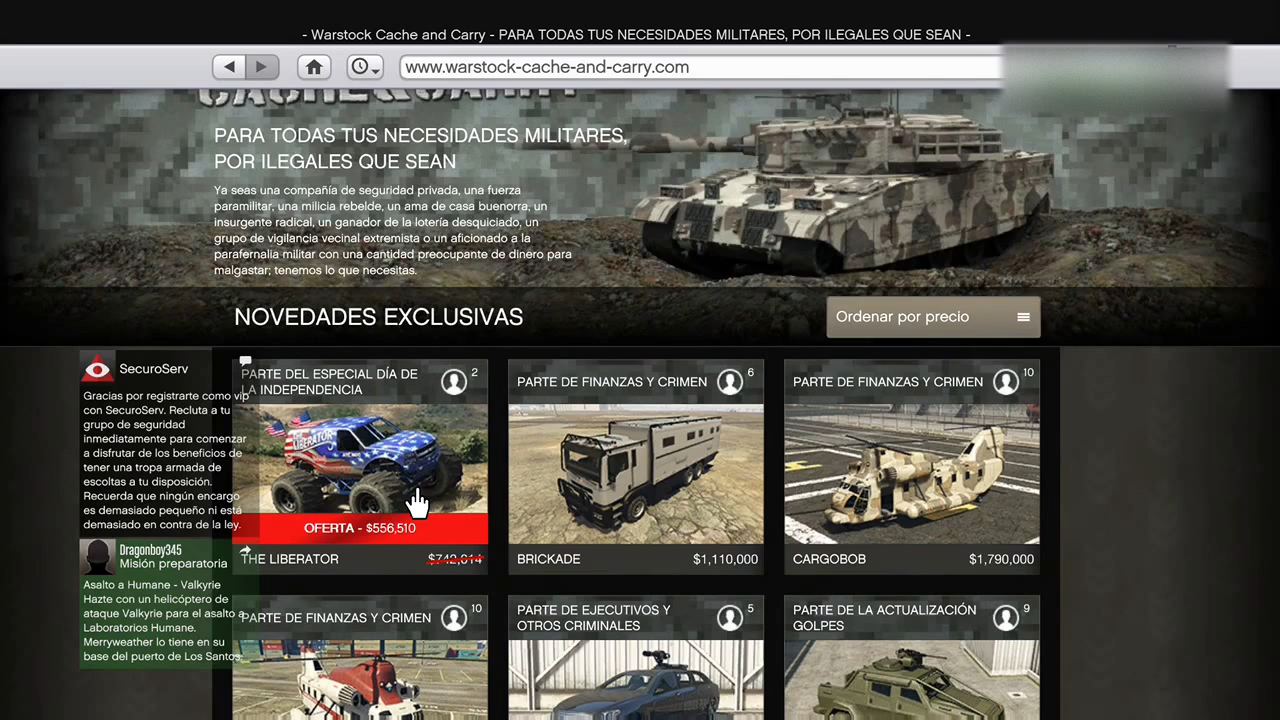 - Warstock Cache and Carry - PARA TODAS TUS NECESIDADES MILITARES, POR ILEGALES QUE SEAN -
www.warstock-cache-and-carry.com
CACHE & CARRY
PARA TODAS TUS NECESIDADES MILITARES,
POR ILEGALES QUE SEAN
Ya seas una compañía de seguridad privada, una fuerza
paramilitar, una milicia rebelde, un ama de casa buenorra, un
insurgente radical, un ganador de la lotería desquiciado, un
grupo de vigilancia vecinal extremista o un aficionado a la
parafernalia militar con una cantidad preocupante de dinero para
malgastar; tenemos lo que necesitas.
NOVEDADES EXCLUSIVAS
Ordenar por precio
SecuroServ
Gracias por registrarte como vip
con SecuroServ. Recluta a tu
grupo de seguridad
inmediatamente para comenzar
a disfrutar de los beneficios de
tener una tropa armada de
escoltas a tu disposición.
Recuerda que ningún encargo
es demasiado pequeño ni está
demasiado en contra de la ley.
Dragonboy345
Misión preparatoria
Asalto a Humane - Valkyrie
Hazte con un helicóptero de
ataque Valkyrie para el asalto a
Laboratorios Humane.
Merryweather lo tiene en su
base del puerto de Los Santos.
PARTE DEL ESPECIAL DÍA DE
LA INDEPENDENCIA
2
THE LIBERATOR
OFERTA - $556,510
THE LIBERATOR
$742,014
PARTE DE FINANZAS Y CRIMEN
6
BRICKADE
$1,110,000
PARTE DE FINANZAS Y CRIMEN
10
CARGOBOB
$1,790,000
PARTE DE FINANZAS Y CRIMEN
10
PARTE DE EJECUTIVOS Y
OTROS CRIMINALES
5
PARTE DE LA ACTUALIZACIÓN
GOLPES
9